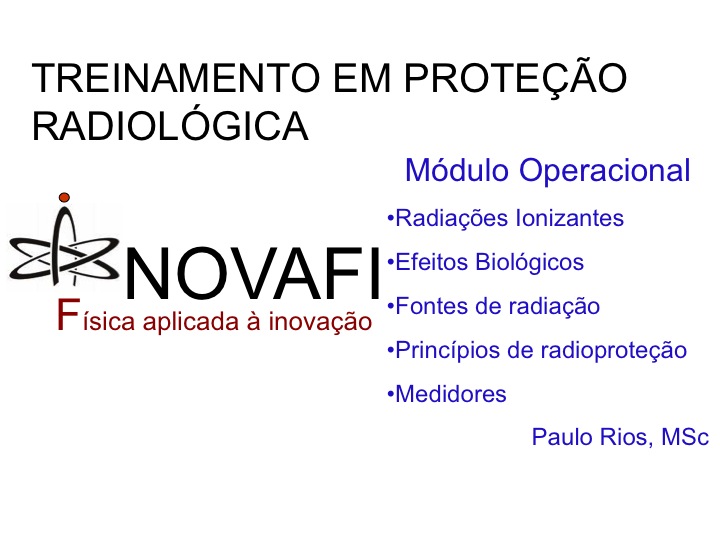 TREINAMENTO EM PROTEÇÃO
RADIOLÓGICA
Módulo Operacional
•Radiações Ionizantes
•Efeitos Biológicos
•Fontes de radiação
•Princípios de radioproteção
•Medidores
Paulo Rios, MSc
NOVAFI
Física aplicada à inovação